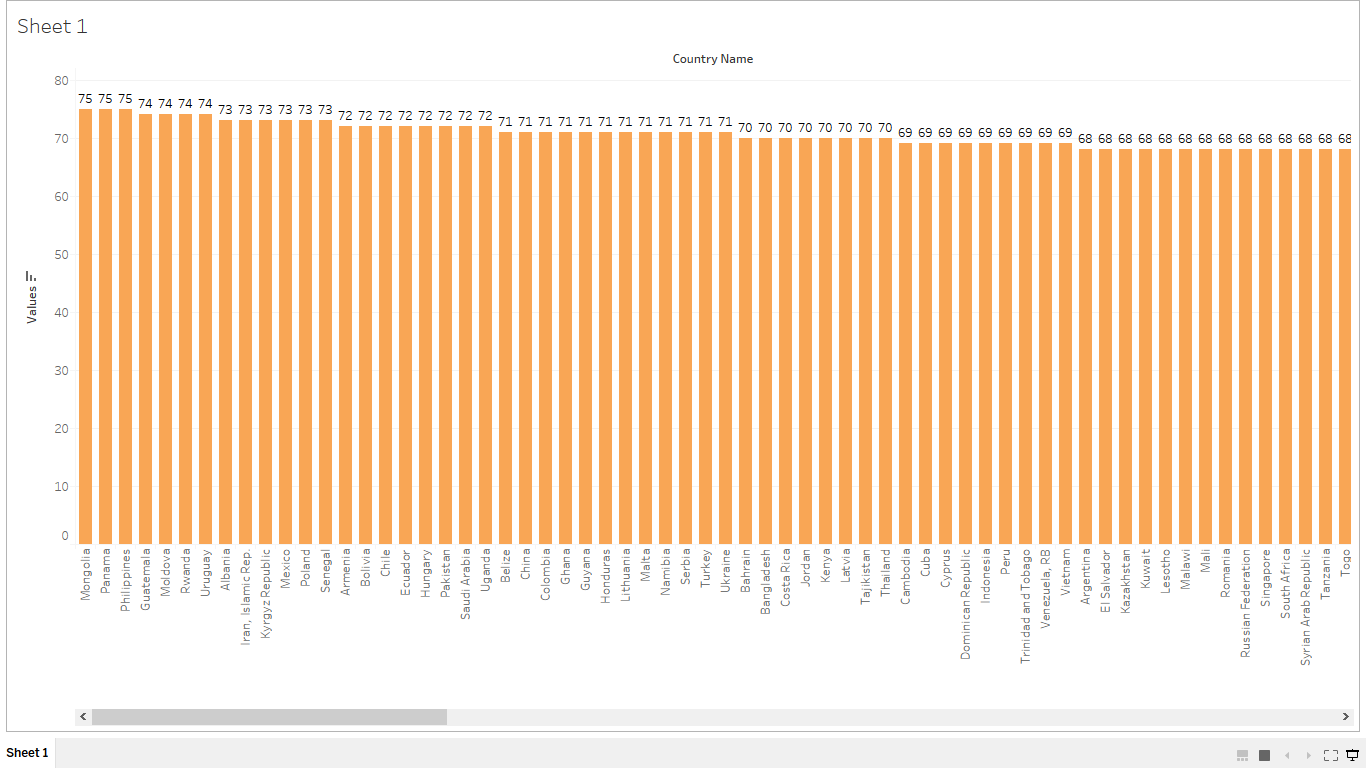 Sheet 1
Country Name
80
70
60
50
40
30
20
10
0
Values
75 75 75 74 74 74 74 73 73 73 73 73 73 72 72 72 72 72 72 72 72 71 71 71 71 71 71 71 71 71 71 71 71 70 70 70 70 70 70 70 70 69 69 69 69 69 69 69 69 69 68 68 68 68 68 68 68 68 68 68 68 68 68 68
Mongolia
Panama
Philippines
Guatemala
Moldova
Rwanda
Uruguay
Albania
Iran, Islamic Rep.
Kyrgyz Republic
Mexico
Poland
Senegal
Armenia
Bolivia
Chile
Ecuador
Hungary
Pakistan
Saudi Arabia
Uganda
Belize
China
Colombia
Ghana
Guyana
Honduras
Lithuania
Malta
Namibia
Serbia
Turkey
Ukraine
Bahrain
Bangladesh
Costa Rica
Jordan
Kenya
Latvia
Tajikistan
Thailand
Cambodia
Cuba
Cyprus
Dominican Republic
Indonesia
Peru
Trinidad and Tobago
Venezuela, RB
Vietnam
Argentina
El Salvador
Kazakhstan
Kuwait
Lesotho
Malawi
Mali
Romania
Russian Federation
Singapore
South Africa
Syrian Arab Republic
Tanzania
Togo
Sheet 1